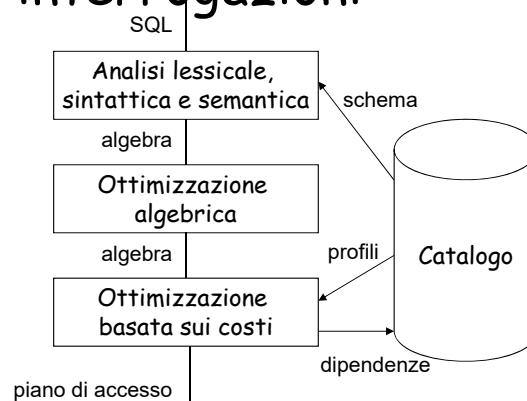 interrogazioni
SQL
Analisi lessicale,
sintattica e semantica
schema
algebra
Ottimizzazione
algebrica
algebra
profili
Catalogo
Ottimizzazione
basata sui costi
dipendenze
piano di accesso